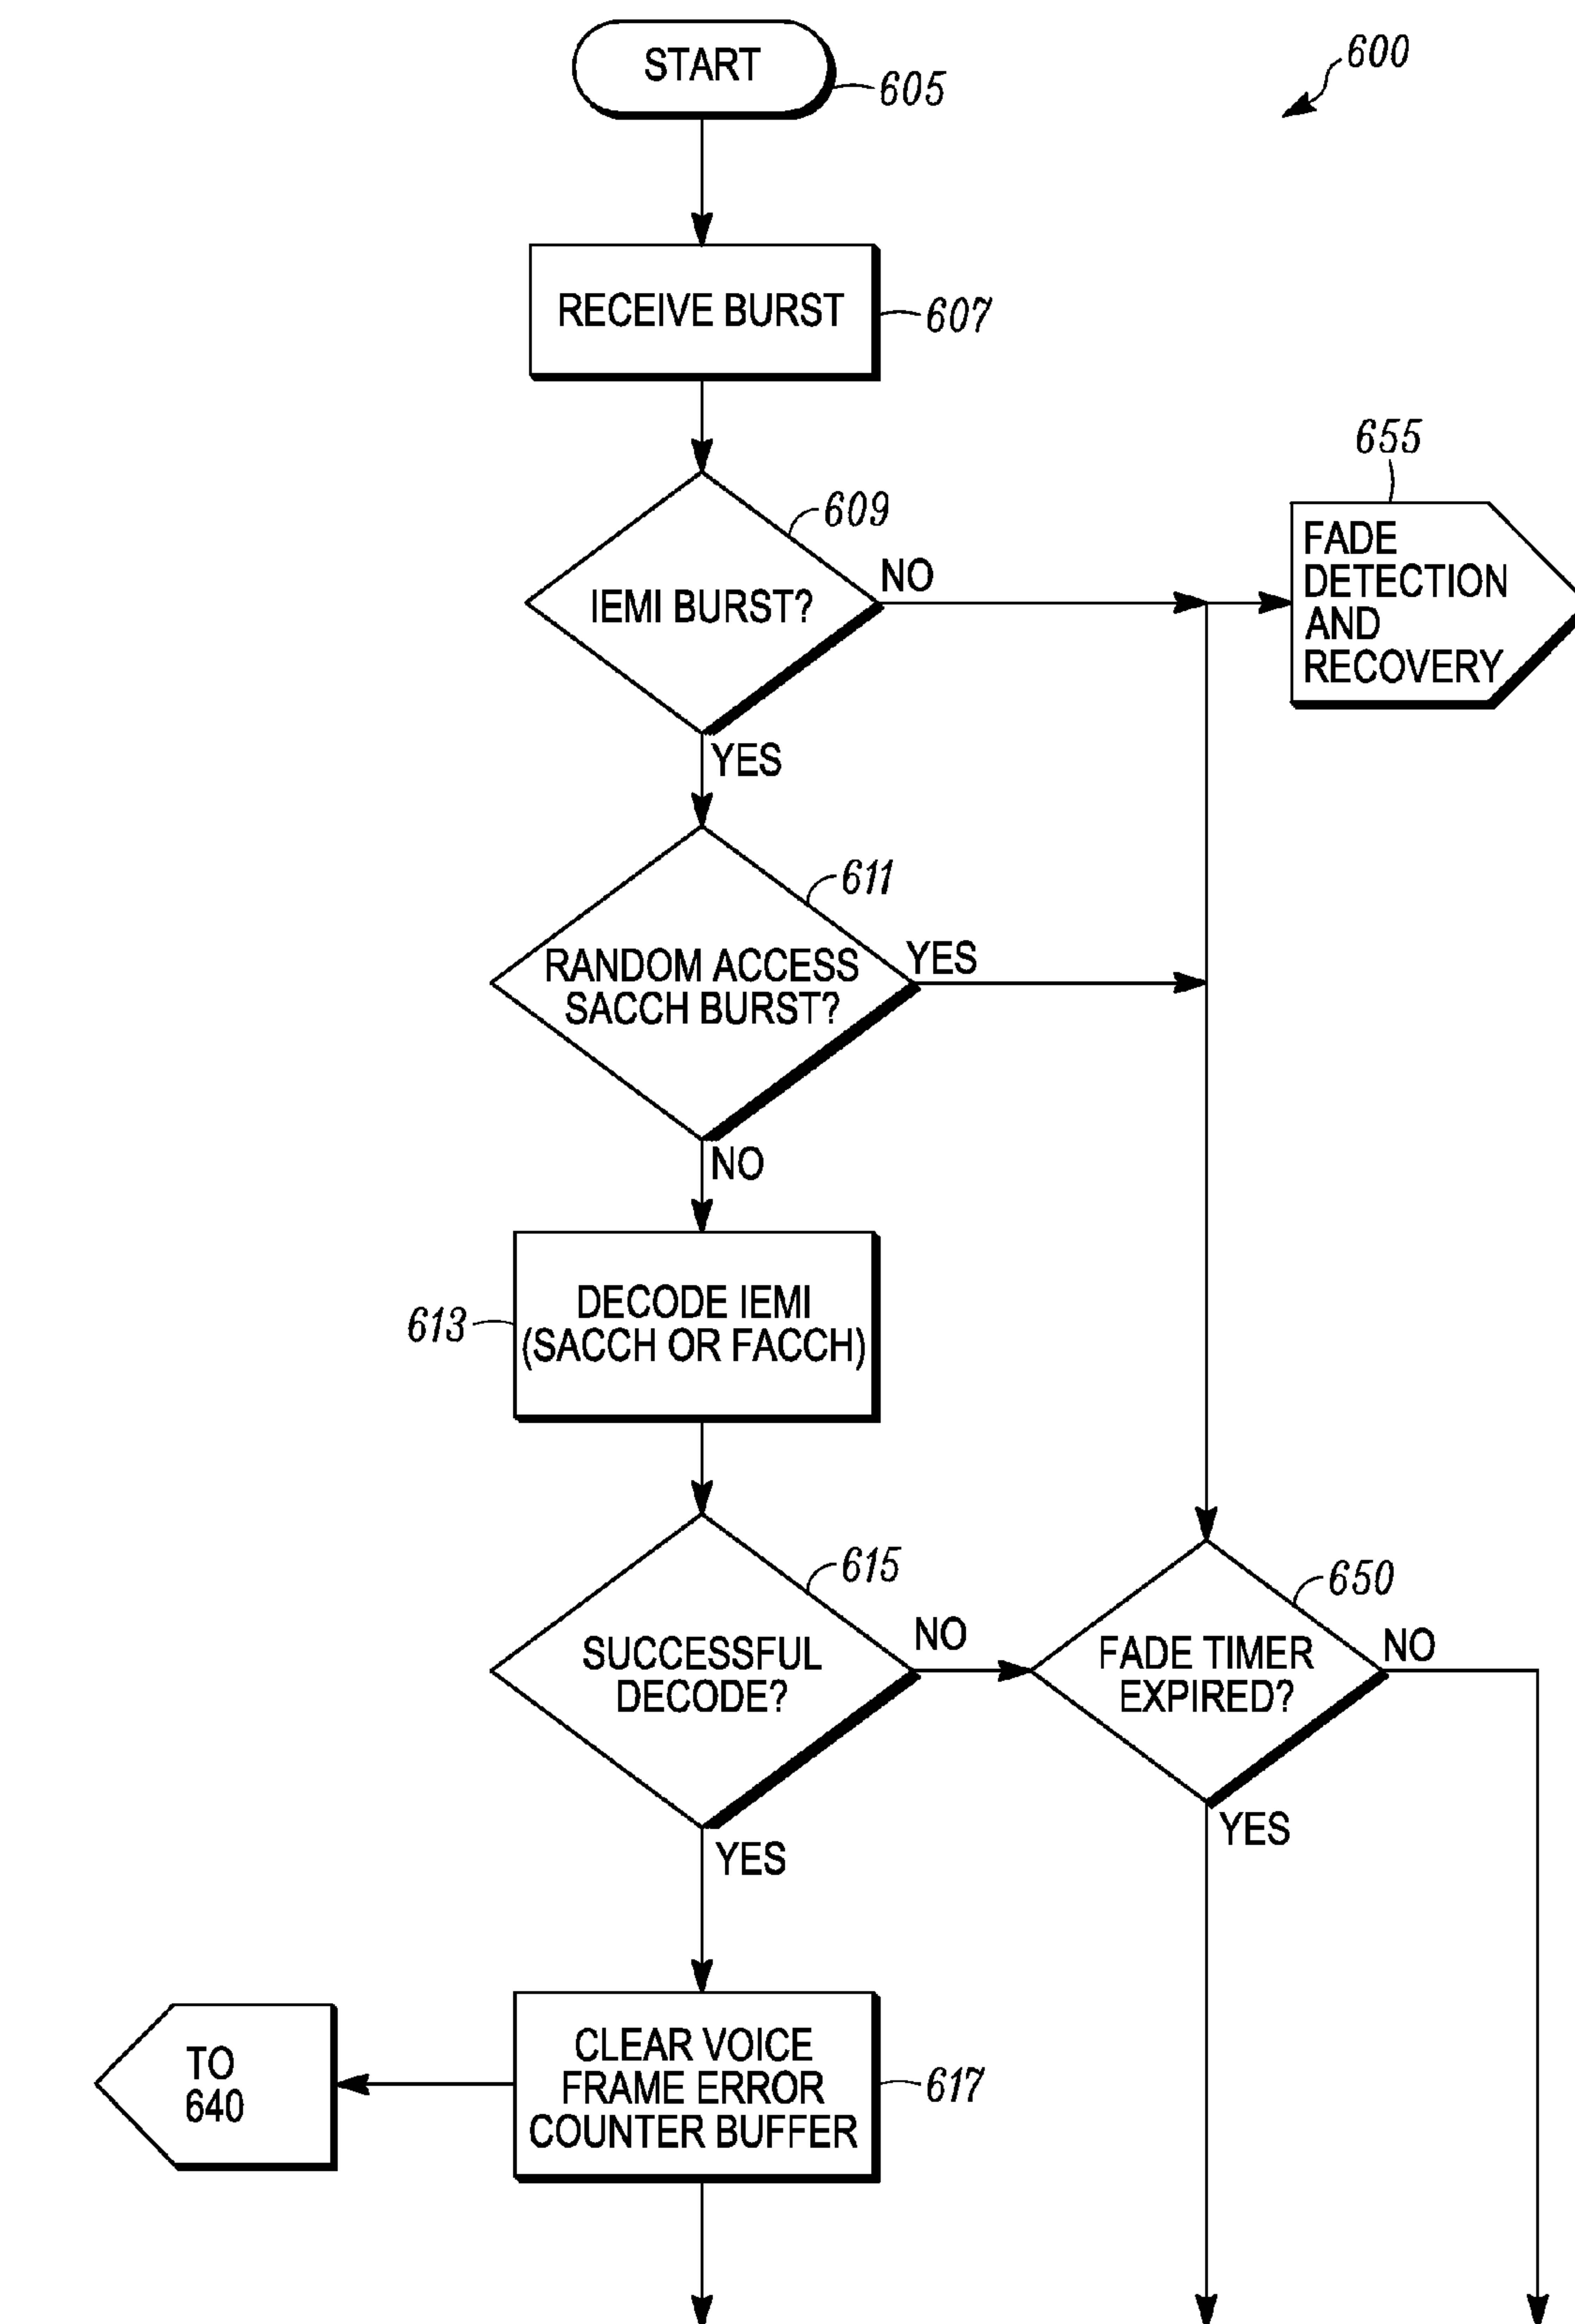 START
605
600
RECEIVE BURST
607
655
609
NO
IEMI BURST?
FADE
DETECTION
AND
RECOVERY
YES
611
RANDOM ACCESS
SACCH BURST?
YES
NO
613
DECODE IEMI
(SACCH OR FACCH)
615
650
SUCCESSFUL
DECODE?
NO
FADE TIMER
EXPIRED?
NO
YES
YES
TO
640
CLEAR VOICE
FRAME ERROR
COUNTER BUFFER
617